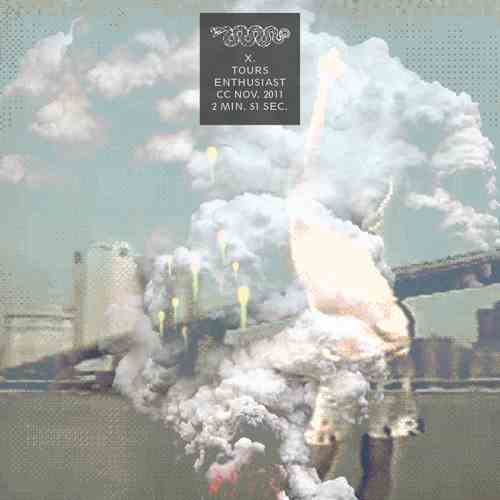 X.
TOURS
ENTHUSIAST
CC NOV. 2011
2 MIN. 51 SEC.